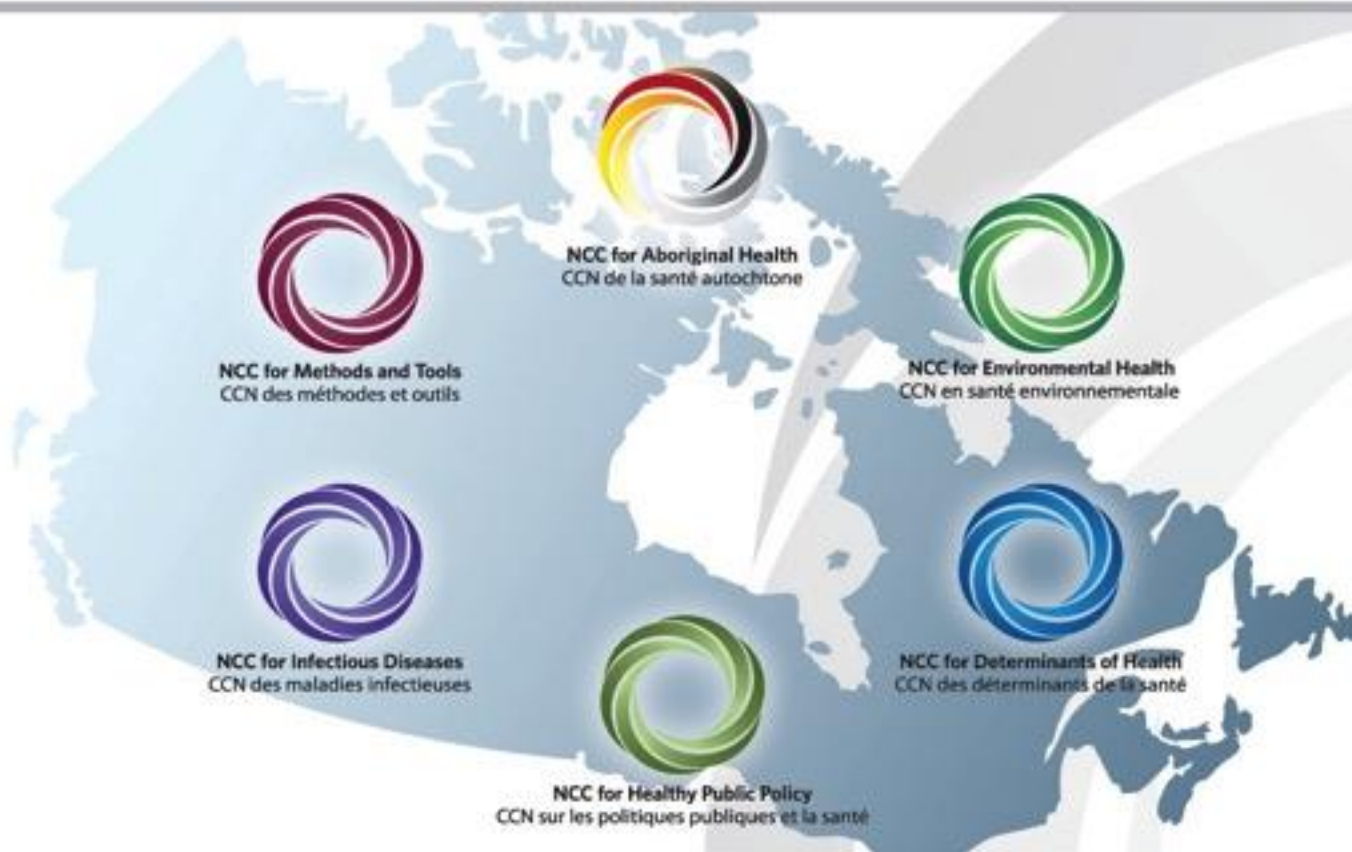 NCC for Aboriginal Health
CCN de la santé autochtone
NCC for Methods and Tools
CCN des méthodes et outils
NCC for Environmental Health
CCN en santé environnementale
NCC for Infectious Diseases
CCN des maladies infectieuses
NCC for Determinants of Health
CCN des déterminants de la santé
NCC for Healthy Public Policy
CCN sur les politiques publiques et la santé